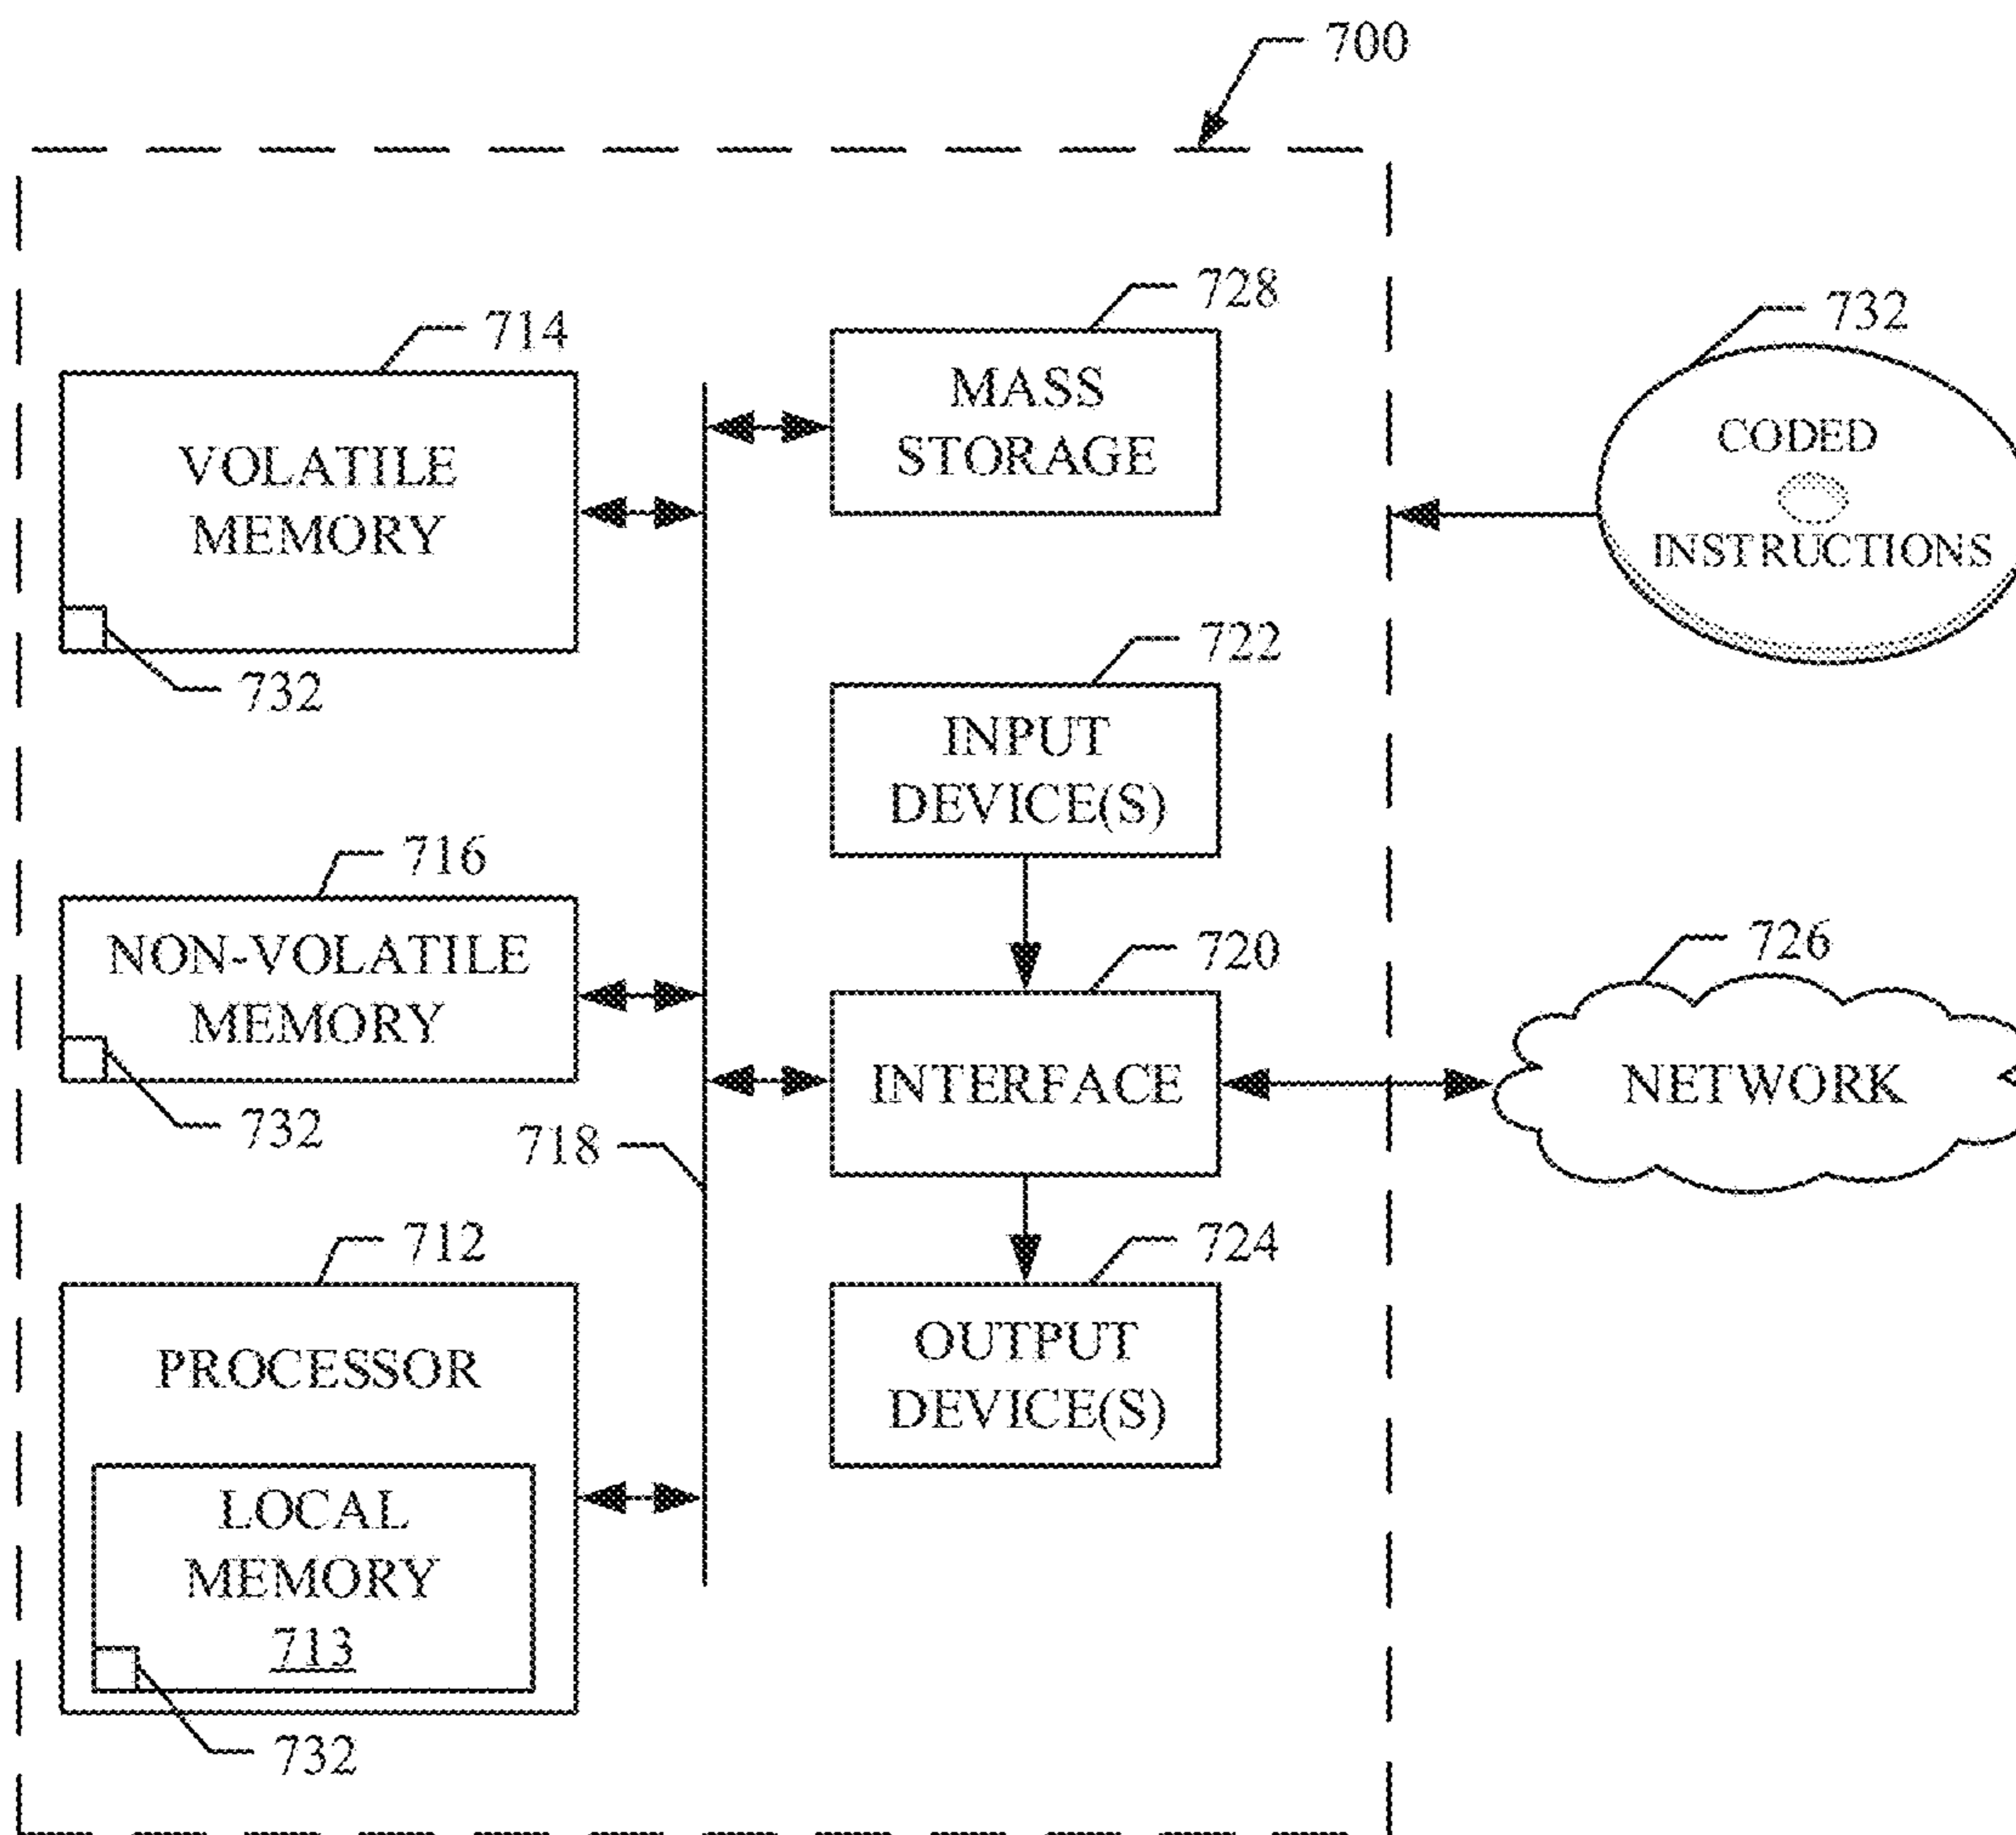 700
728
714
732
MASS
STORAGE
CODED
INSTRUCTIONS
VOLATILE
MEMORY
732
722
INPUT
DEVICE(S)
716
NON-VOLATILE
MEMORY
732
718
720
INTERFACE
726
NETWORK
712
PROCESSOR
LOCAL
MEMORY
713
732
724
OUTPUT
DEVICE(S)